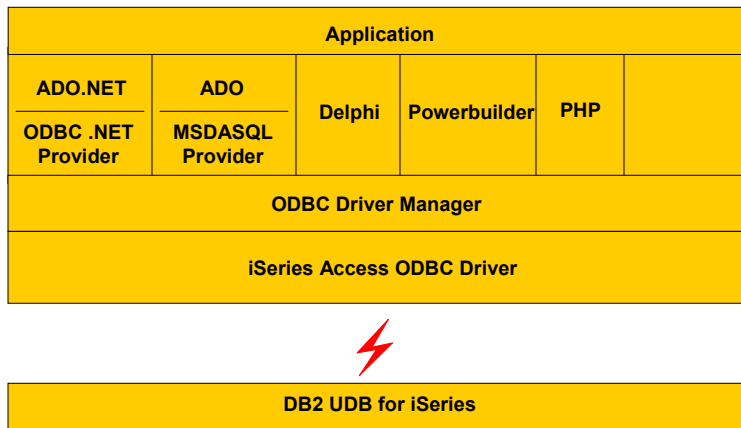 Application
ADO.NET
ODBC .NET
Provider
ADO
MSDASQL
Provider
Delphi
Powerbuilder
PHP
ODBC Driver Manager
iSeries Access ODBC Driver
DB2 UDB for iSeries